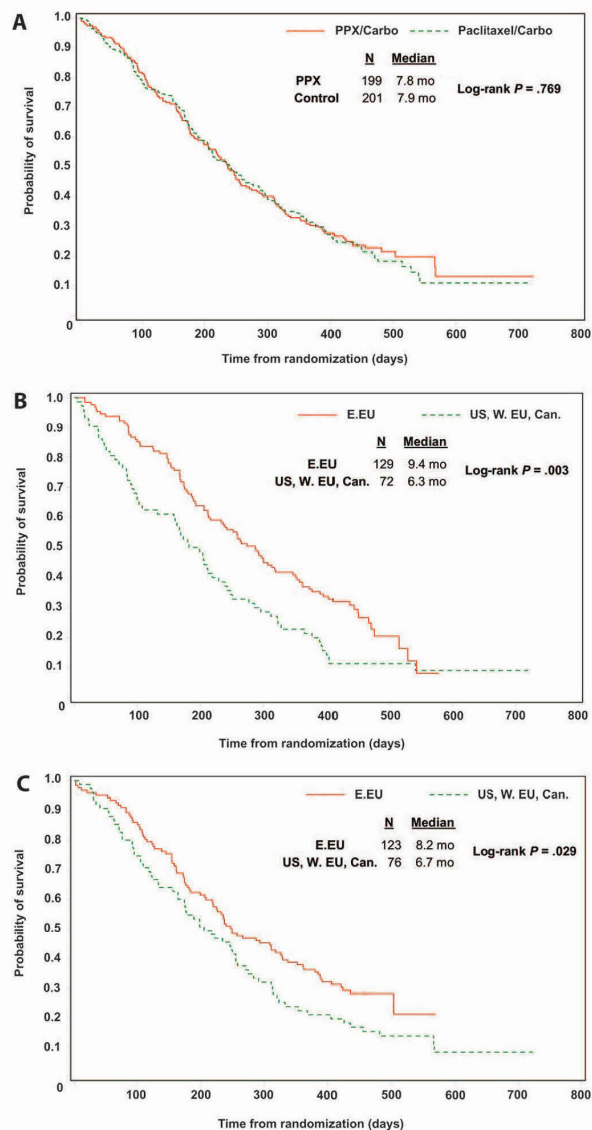 A
PPX/Carbo Paclitaxel/Carbo
N Median
PPX 199 7.8 mo
Control 201 7.9 mo
Log-rank P = .769
Probability of survival
1.0
0.9
0.8
0.7
0.6
0.5
0.4
0.3
0.2
0.1
0
100 200 300 400 500 600 700 800
Time from randomization (days)
B
E.EU US, W. EU, Can.
N Median
E.EU 129 9.4 mo
US, W. EU, Can. 72 6.3 mo
Log-rank P = .003
Probability of survival
1.0
0.9
0.8
0.7
0.6
0.5
0.4
0.3
0.2
0.1
0
100 200 300 400 500 600 700 800
Time from randomization (days)
C
E.EU US, W. EU, Can.
N Median
E.EU 123 8.2 mo
US, W. EU, Can. 76 6.7 mo
Log-rank P = .029
Probability of survival
1.0
0.9
0.8
0.7
0.6
0.5
0.4
0.3
0.2
0.1
0
100 200 300 400 500 600 700 800
Time from randomization (days)